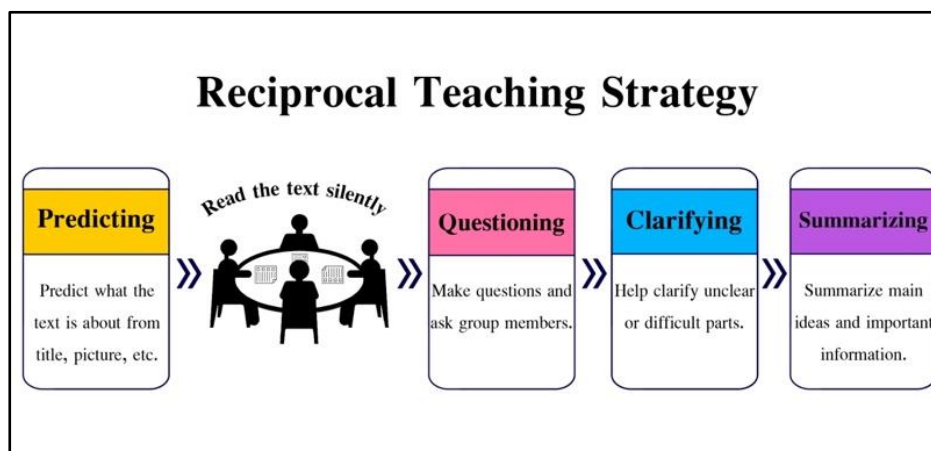 Reciprocal Teaching Strategy
Predicting
Predict what the
text is about from
title, picture, etc.
Read the text silently
Questioning
Make questions and
ask group members.
Clarifying
Help clarify unclear
or difficult parts.
Summarizing
Summarize main
ideas and important
information.